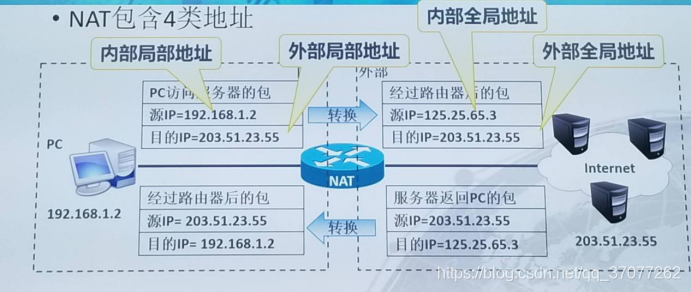 • NAT包含4类地址
内部局部地址
外部局部地址
内部全局地址
外部全局地址
外部
PC访问服务器的包
源IP=192.168.1.2
目的IP=203.51.23.55
转换
经过路由器后的包
源IP=125.25.65.3
目的IP=203.51.23.55
PC
192.168.1.2
NAT
Internet
203.51.23.55
经过路由器后的包
源IP= 203.51.23.55
目的IP= 192.168.1.2
转换
服务器返回PC的包
源IP=203.51.23.55
目的IP=125.25.65.3
https://blog.csdn.net/qq_37077262